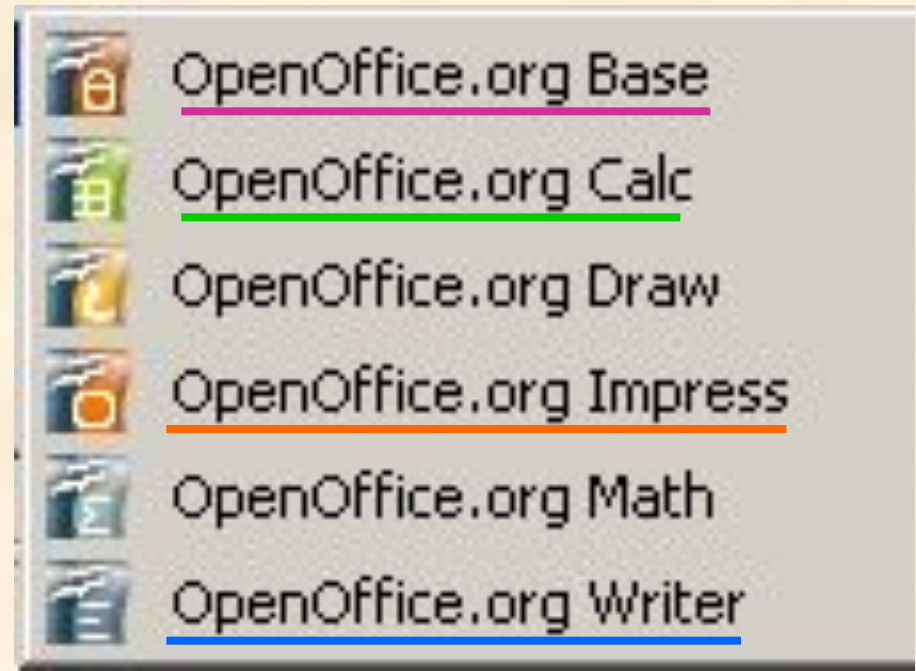 OpenOffice.org Base
OpenOffice.org Calc
OpenOffice.org Draw
OpenOffice.org Impress
OpenOffice.org Math
OpenOffice.org Writer